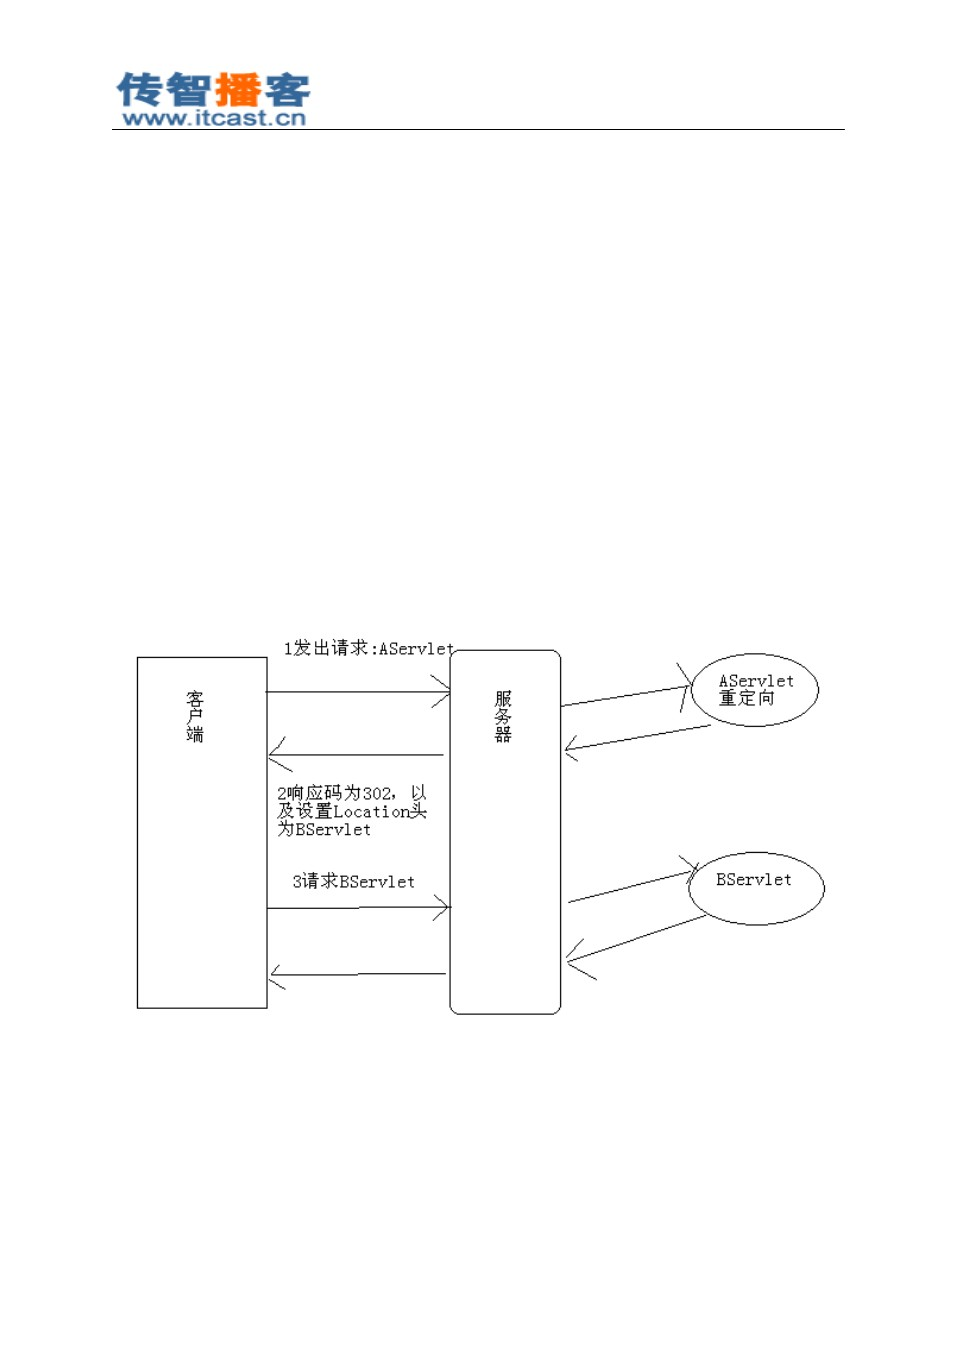 传智播客
www.itcast.cn
1发出请求:AServlet
客户端
服务器
AServlet
重定向
2响应码为302，以
及设置Location头
为BServlet
3请求BServlet
BServlet